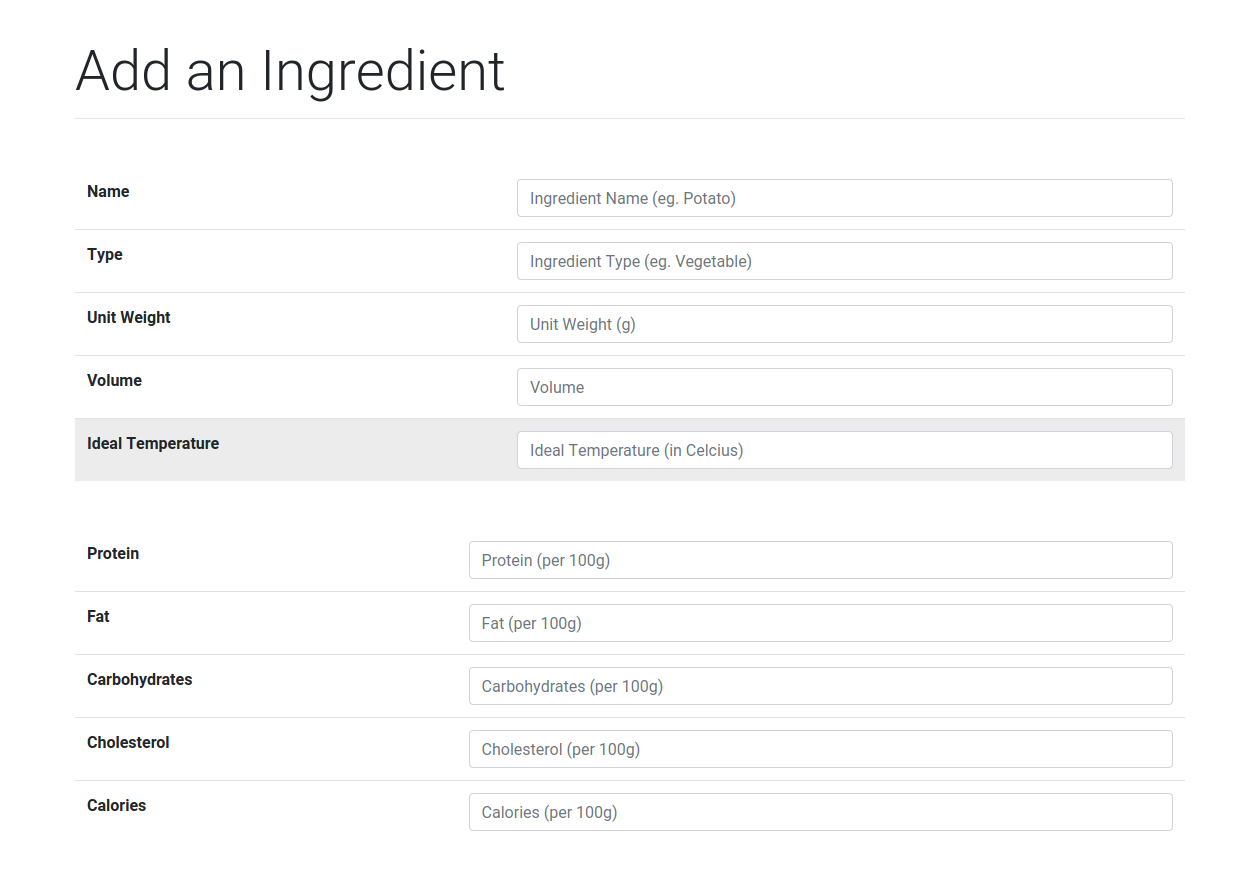 Add an Ingredient
Name
Ingredient Name (eg. Potato)
Type
Ingredient Type (eg. Vegetable)
Unit Weight
Unit Weight (g)
Volume
Volume
Ideal Temperature
Ideal Temperature (in Celcius)
Protein
Protein (per 100g)
Fat
Fat (per 100g)
Carbohydrates
Carbohydrates (per 100g)
Cholesterol
Cholesterol (per 100g)
Calories
Calories (per 100g)